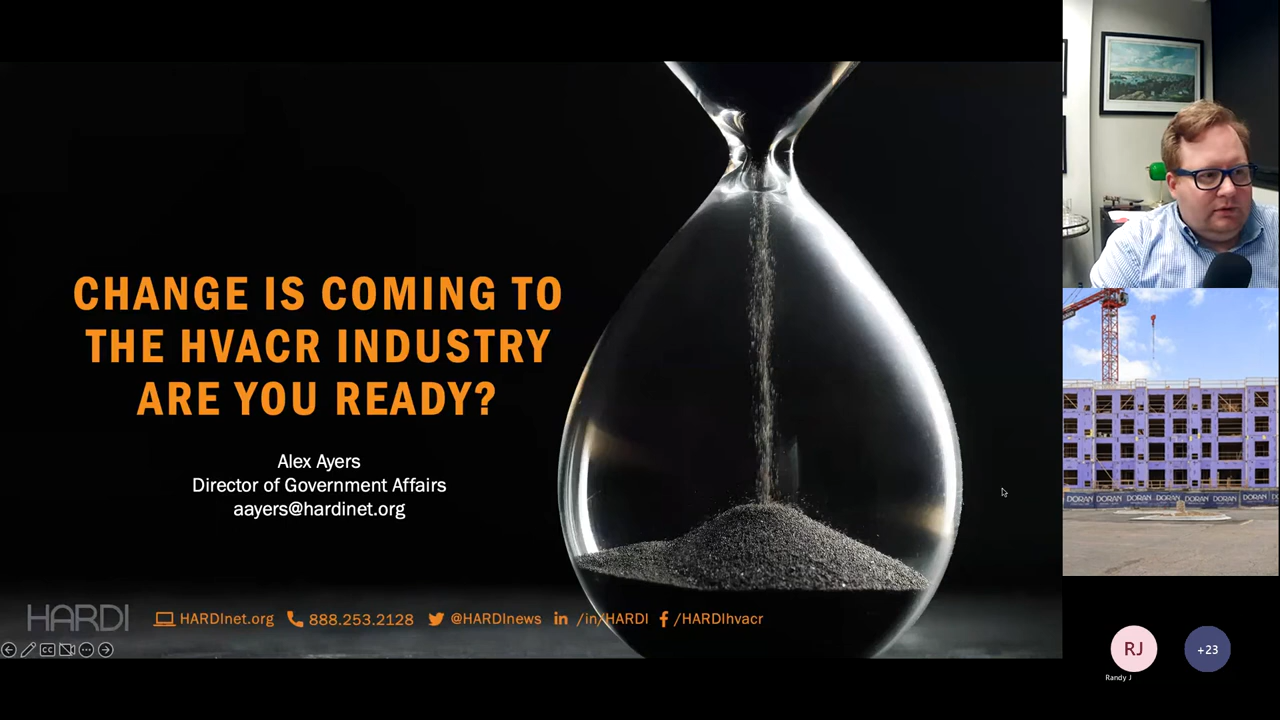 CHANGE IS COMING TO
THE HVACR INDUSTRY
ARE YOU READY?
Alex Ayers
Director of Government Affairs
aayers@hardinet.org
HARDI
HARDInet.org
888.253.2128
@HARDInews
in /in/HARDI
f /HARDIhvacr
CC
DORAN DORAN DORAN DORAN DORAN DORAN
RJ
+23
Randy J